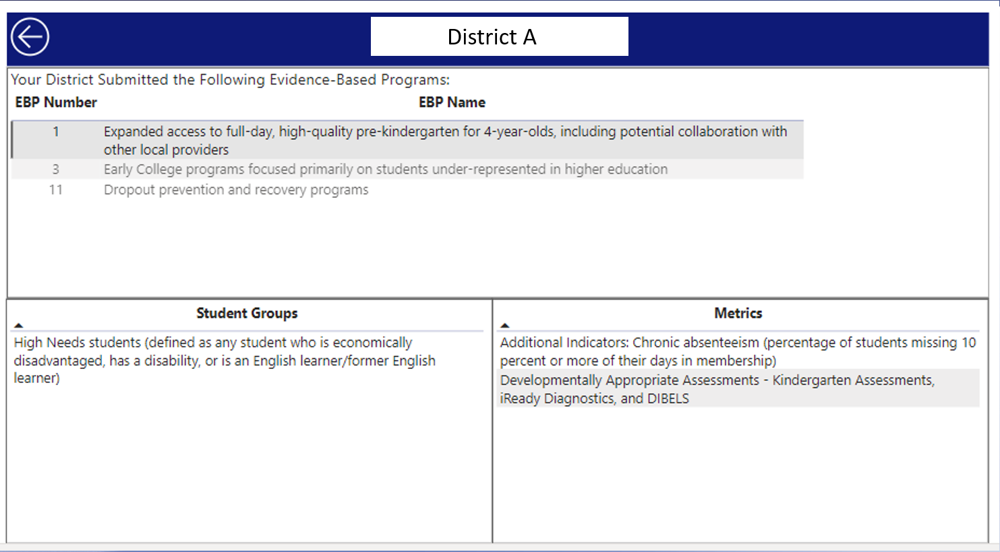 District A
Your District Submitted the Following Evidence-Based Programs:
EBP Number EBP Name
1 Expanded access to full-day, high-quality pre-kindergarten for 4-year-olds, including potential collaboration with
other local providers
3 Early College programs focused primarily on students under-represented in higher education
11 Dropout prevention and recovery programs
Student Groups
High Needs students (defined as any student who is economically
disadvantaged, has a disability, or is an English learner/former English
learner)
Metrics
Additional Indicators: Chronic absenteeism (percentage of students missing 10
percent or more of their days in membership)
Developmentally Appropriate Assessments - Kindergarten Assessments,
iReady Diagnostics, and DIBELS